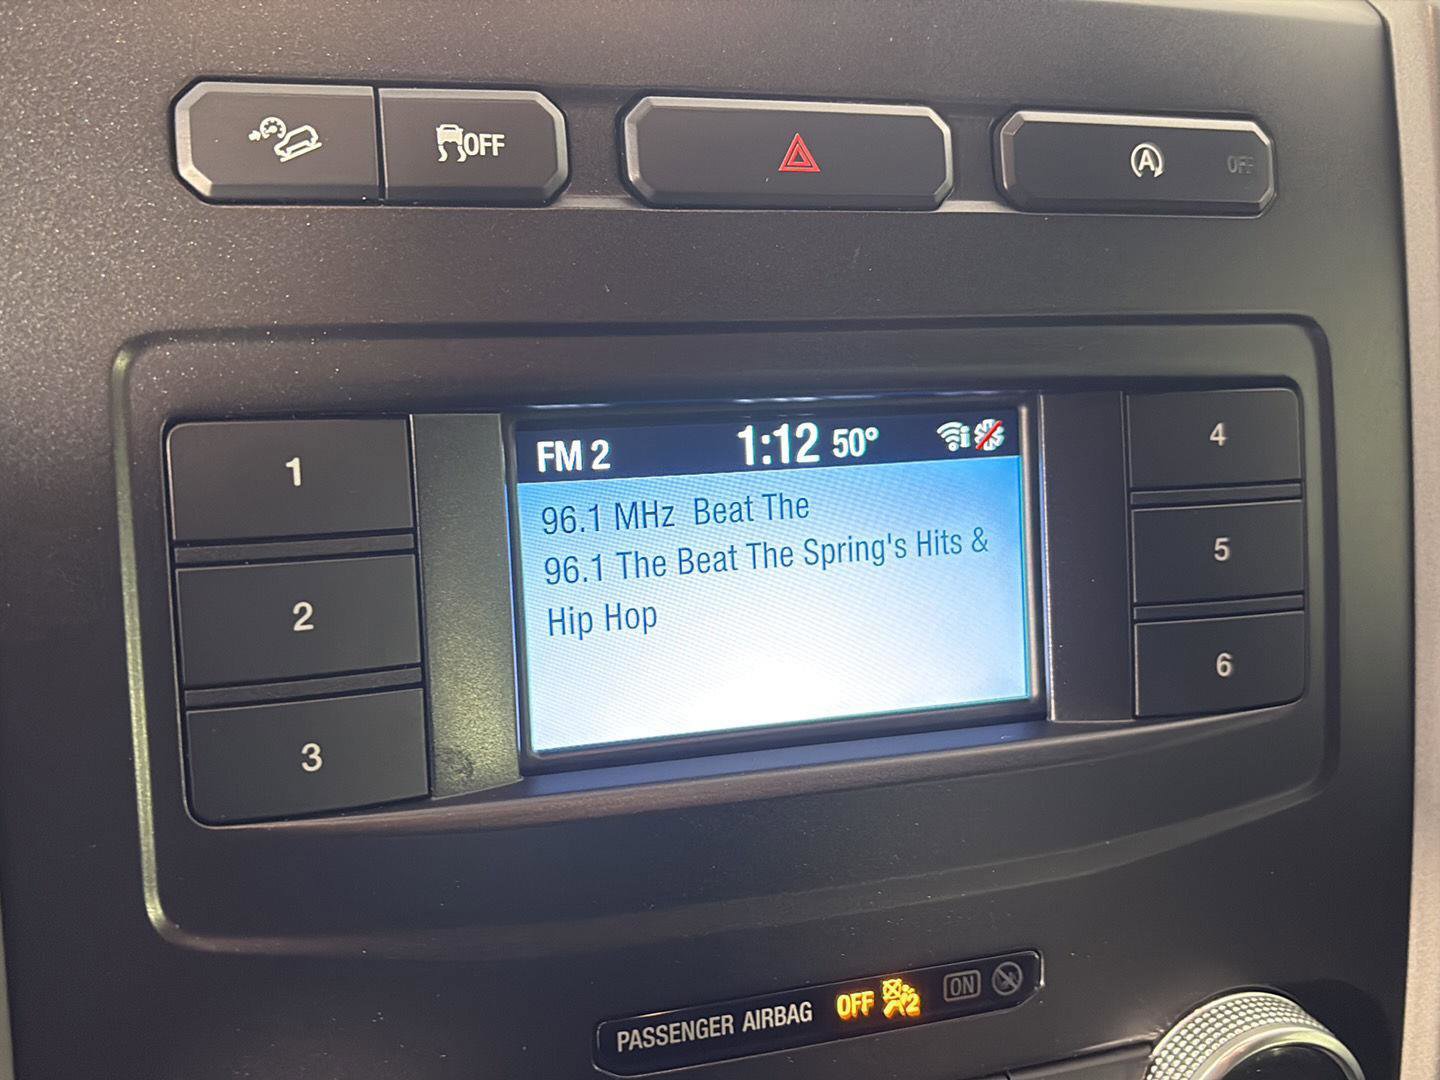 OFF
A OFF
1
2
3
4
5
6
FM 2 1:12 50°
96.1 MHz Beat The
96.1 The Beat The Spring's Hits &
Hip Hop
PASSENGER AIRBAG OFF 2 ON